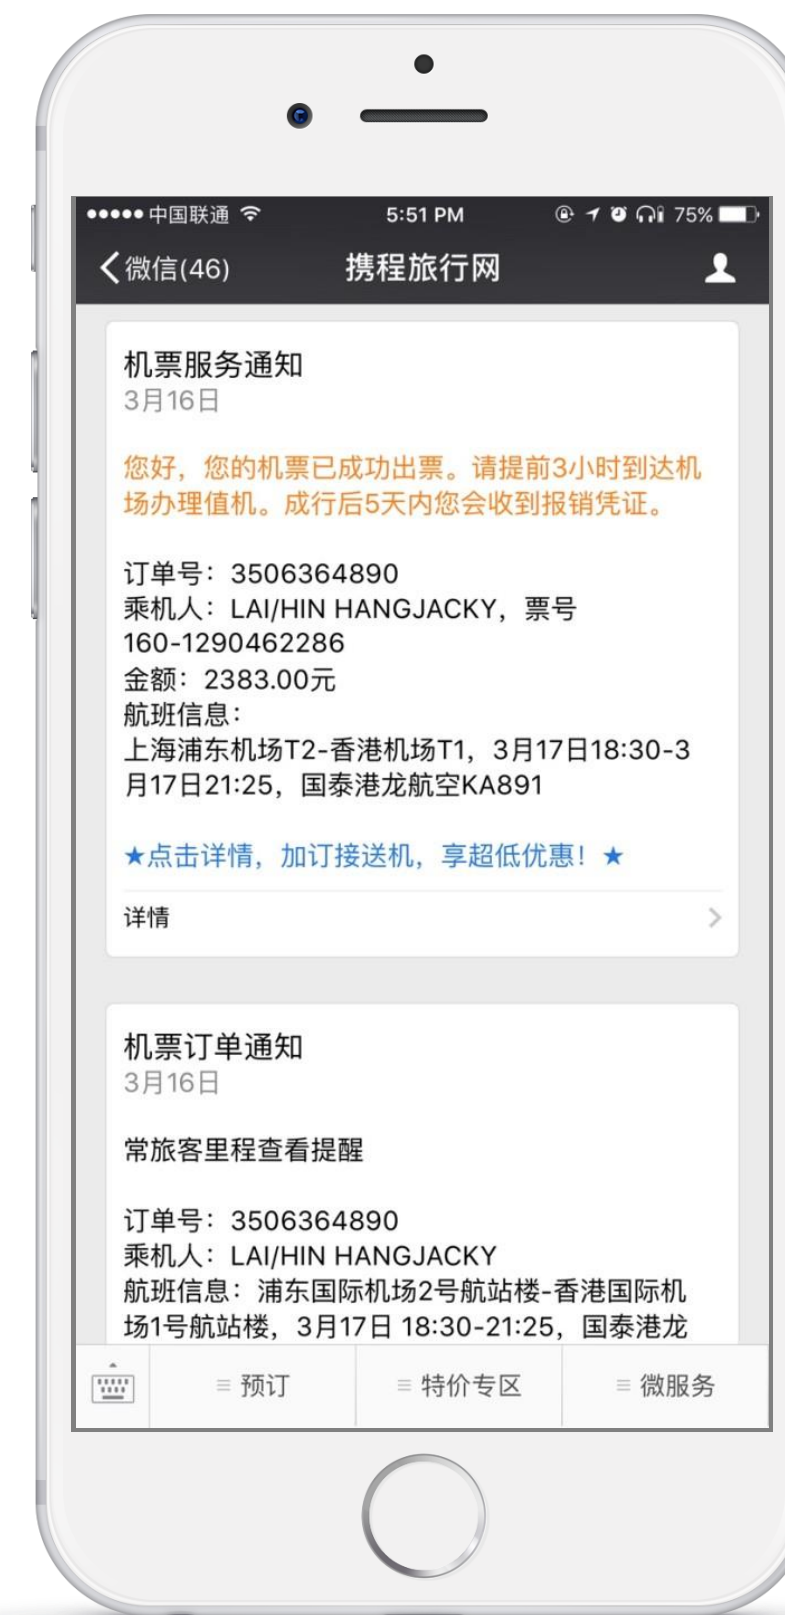 中国联通 5:51 PM 75%
微信(46) 携程旅行网
机票服务通知
3月16日
您好，您的机票已成功出票。请提前3小时到达机
场办理值机。成行后5天内您会收到报销凭证。
订单号：3506364890
乘机人：LAI/HIN HANGJACKY，票号
160-1290462286
金额：2383.00元
航班信息：
上海浦东机场T2-香港机场T1，3月17日18:30-3
月17日21:25，国泰港龙航空KA891
★点击详情，加订接送机，享超低优惠！★
详情
机票订单通知
3月16日
常旅客里程查看提醒
订单号：3506364890
乘机人：LAI/HIN HANGJACKY
航班信息：浦东国际机场2号航站楼-香港国际机
场1号航站楼，3月17日 18:30-21:25，国泰港龙
预订 特价专区 微服务